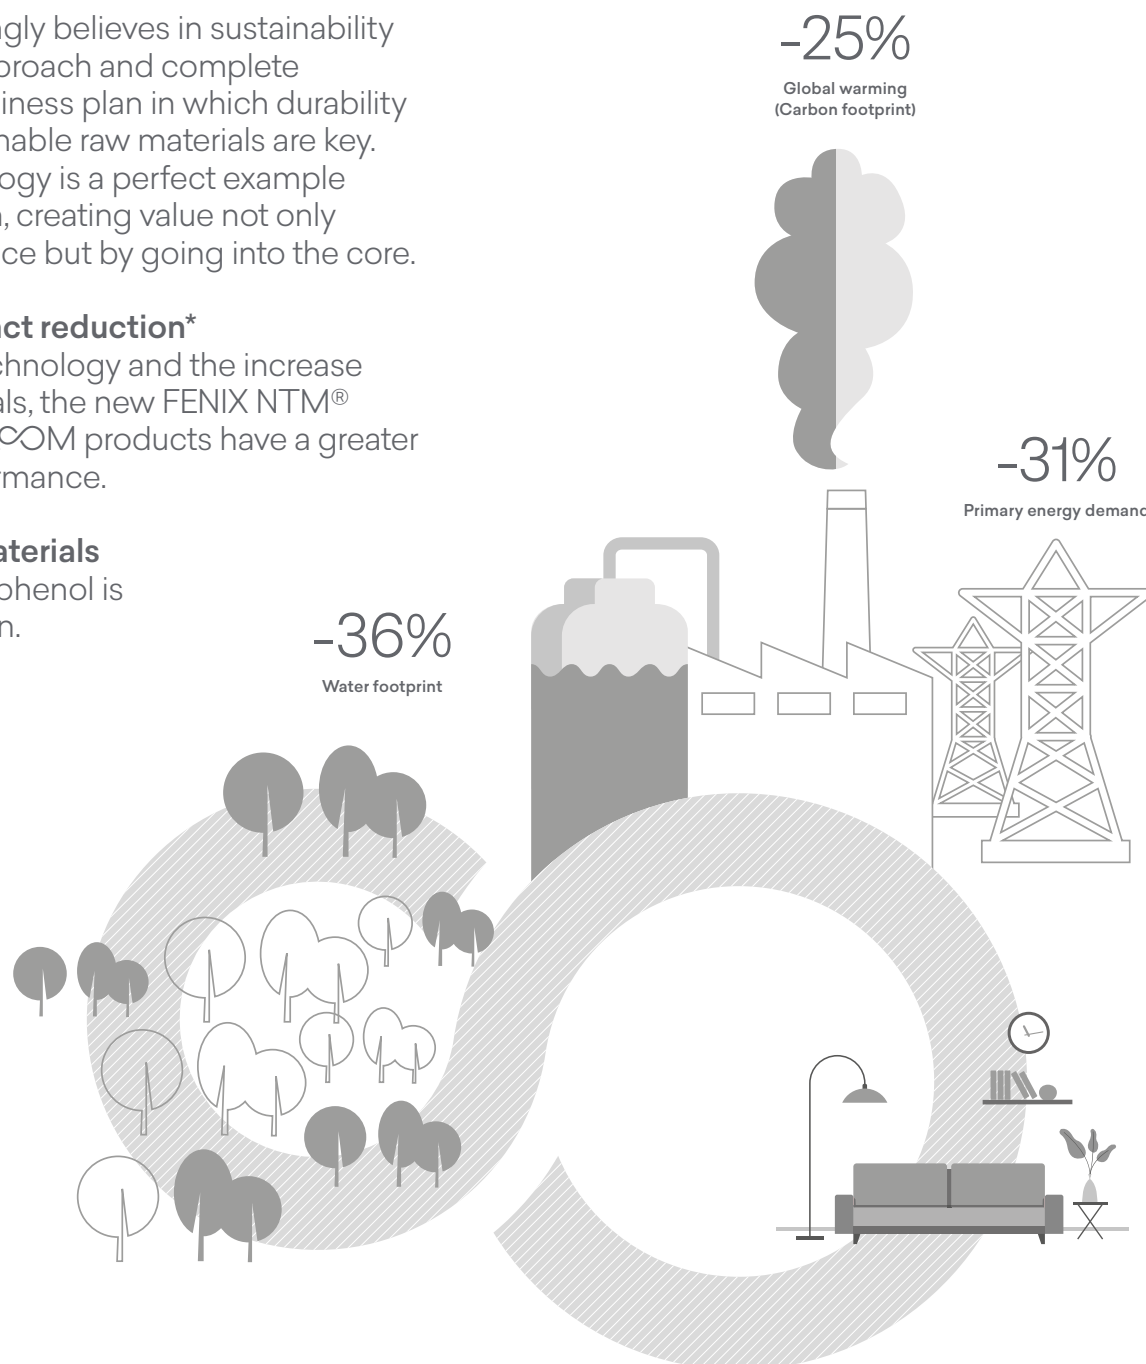 gly believes in sustainability
proach and complete
iness plan in which durability
nable raw materials are key.
ogy is a perfect example
, creating value not only
ce but by going into the core.
act reduction*
chnology and the increase
als, the new FENIX NTM®
OM products have a greater
rmance.
aterials
phenol is
n.
-25%
Global warming
(Carbon footprint)
-31%
Primary energy demand
-36%
Water footprint